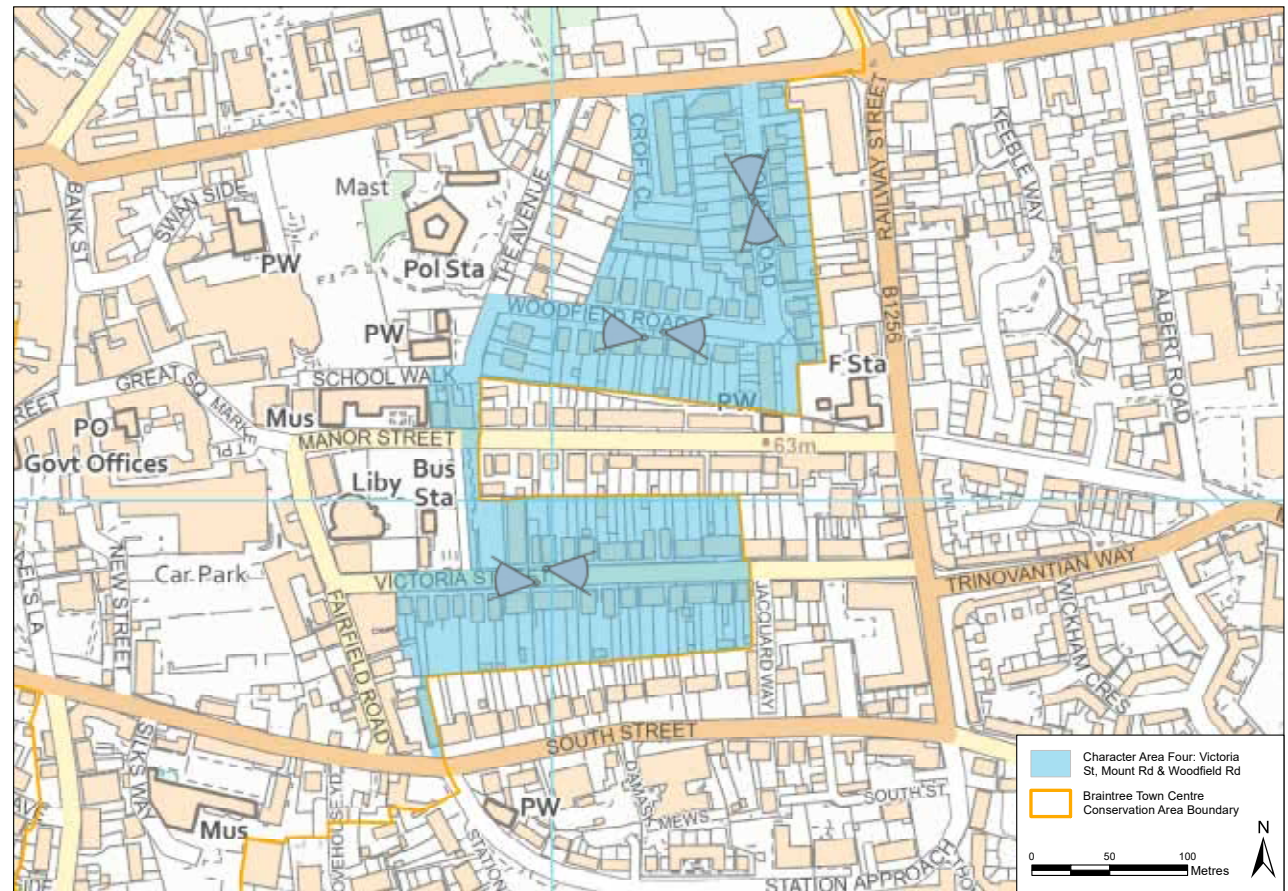 RAILWAY STREET
B1256
KEEBLE WAY
ALBERT ROAD
CROFT C
ROAD
BANK ST
SWAN SIDE
Mast
THE AVENUE
PW
Pol Sta
WOODFIELD ROAD
PW
SCHOOL WALK
F Sta
GREAT SQ
MARKE
T PL
Mus
PW
PO
MANOR STREET
63m
Govt Offices
Bus
Sta
Liby
NEW STREET
Car Park
VICTORIA ST
TRINOVANTIAN WAY
FAIRFIELD ROAD
JACQUARD WAY
WICKHAM CRES
SOUTH STREET
SILKS WAY
Mus
PW
DAMASK
MEWS
SOUTH ST
STATION
STATION APPROACH
Character Area Four: Victoria
St, Mount Rd & Woodfield Rd
Braintree Town Centre
Conservation Area Boundary
N
0 50 100
Metres